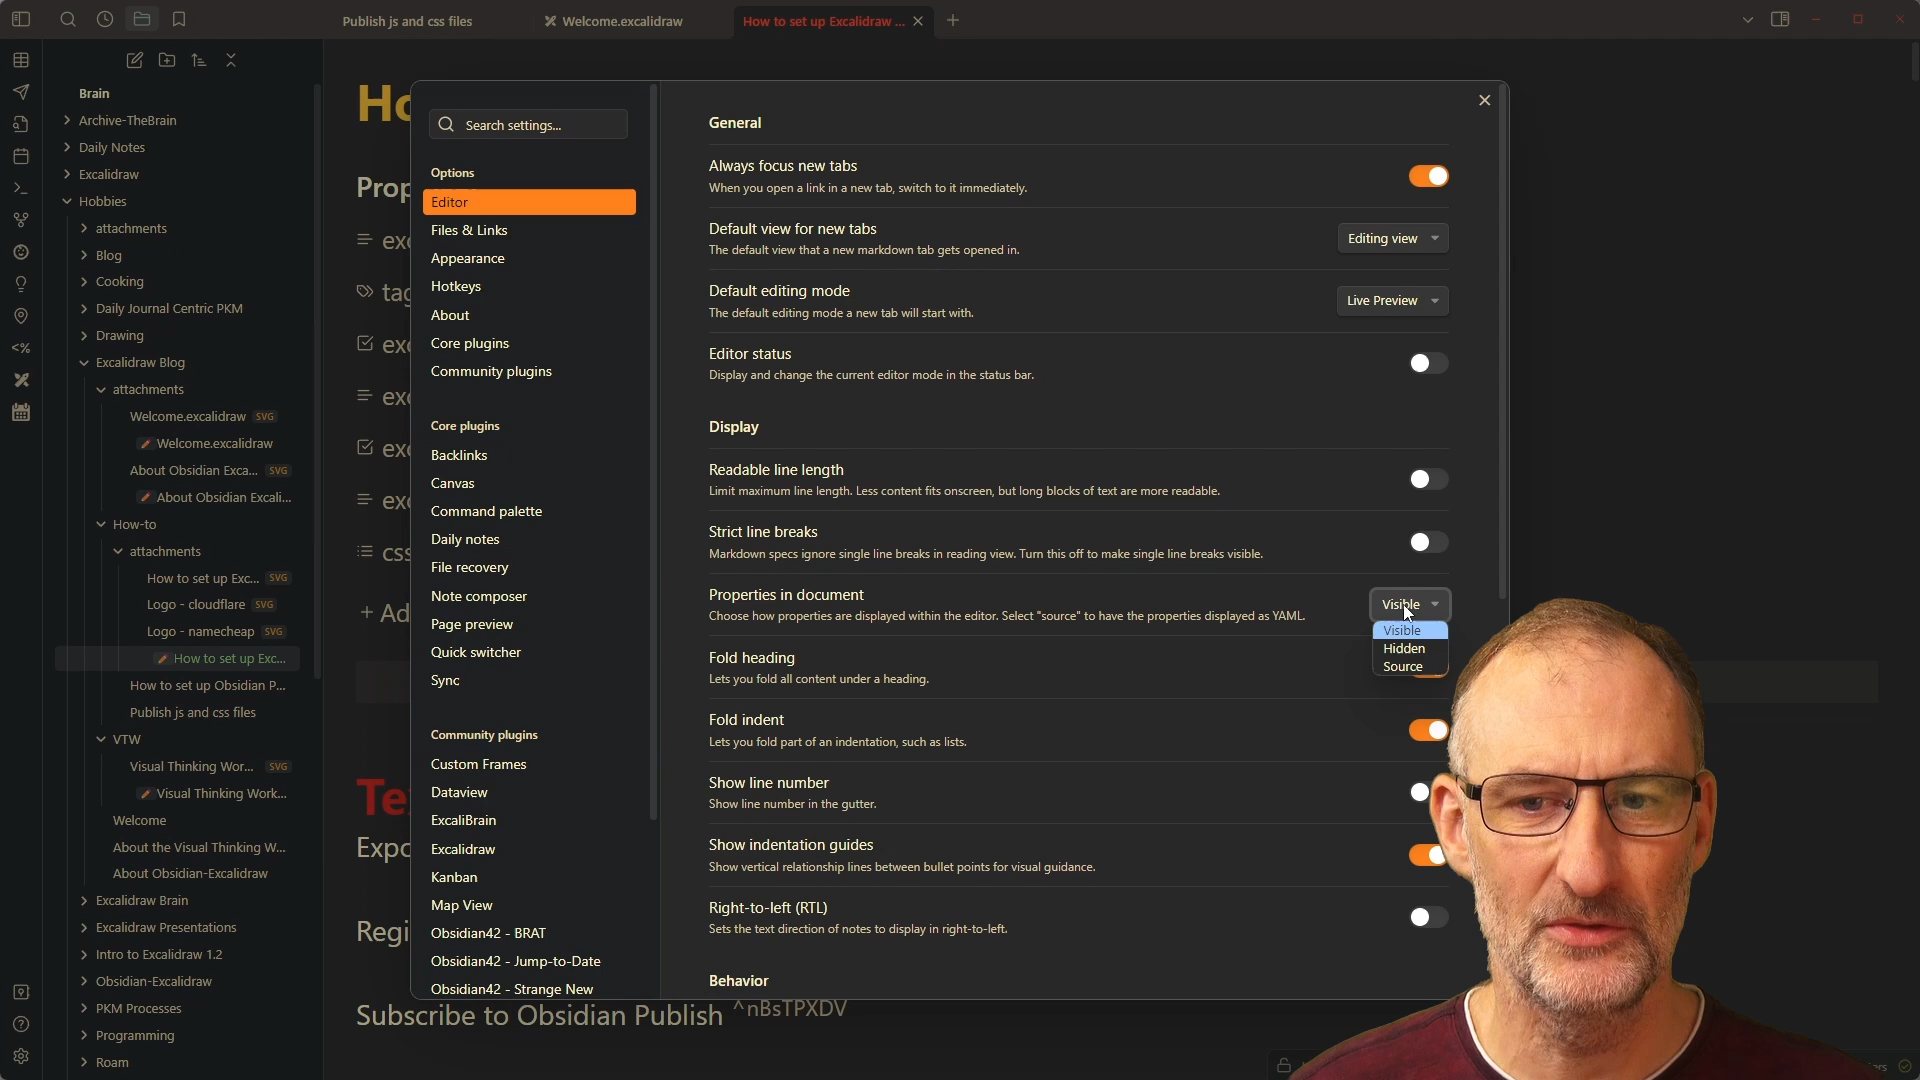 Publish js and css files
Welcome.excalidraw
How to set up Excalidraw ...
Brain
Archive-TheBrain
Daily Notes
Excalidraw
Hobbies
attachments
Blog
Cooking
Daily Journal Centric PKM
Drawing
Excalidraw Blog
attachments
Welcome.excalidraw SVG
Welcome.excalidraw
About Obsidian Exca... SVG
About Obsidian Excali...
How-to
attachments
How to set up Exc... SVG
Logo - cloudflare SVG
Logo - namecheap SVG
How to set up Exc...
How to set up Obsidian P...
Publish js and css files
VTW
Visual Thinking Wor... SVG
Visual Thinking Work...
Welcome
About the Visual Thinking W...
About Obsidian-Excalidraw
Excalidraw Brain
Excalidraw Presentations
Intro to Excalidraw 1.2
Obsidian-Excalidraw
PKM Processes
Programming
Roam
Ho
Prop
exc
tag
exc
exc
exc
exc
css
+ Ad
Te
Expo
Regi
Subscribe to Obsidian Publish ^nBsTPXDV
Search settings...
Options
Editor
Files & Links
Appearance
Hotkeys
About
Core plugins
Community plugins
Core plugins
Backlinks
Canvas
Command palette
Daily notes
File recovery
Note composer
Page preview
Quick switcher
Sync
Community plugins
Custom Frames
Dataview
ExcaliBrain
Excalidraw
Kanban
Map View
Obsidian42 - BRAT
Obsidian42 - Jump-to-Date
Obsidian42 - Strange New
General
Always focus new tabs
When you open a link in a new tab, switch to it immediately.
Default view for new tabs
The default view that a new markdown tab gets opened in.
Editing view
Default editing mode
The default editing mode a new tab will start with.
Live Preview
Editor status
Display and change the current editor mode in the status bar.
Display
Readable line length
Limit maximum line length. Less content fits onscreen, but long blocks of text are more readable.
Strict line breaks
Markdown specs ignore single line breaks in reading view. Turn this off to make single line breaks visible.
Properties in document
Choose how properties are displayed within the editor. Select "source" to have the properties displayed as YAML.
Visible
Visible
Hidden
Source
Fold heading
Lets you fold all content under a heading.
Fold indent
Lets you fold part of an indentation, such as lists.
Show line number
Show line number in the gutter.
Show indentation guides
Show vertical relationship lines between bullet points for visual guidance.
Right-to-left (RTL)
Sets the text direction of notes to display in right-to-left.
Behavior